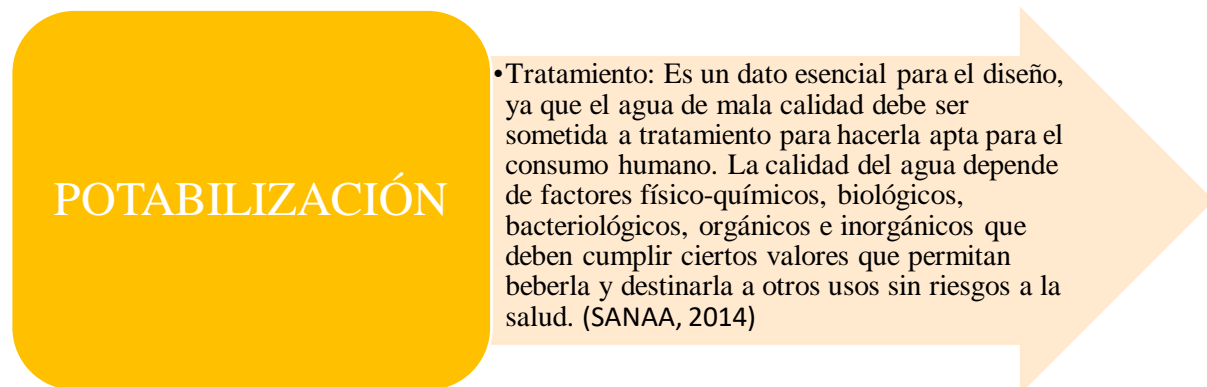 POTABILIZACIÓN
•Tratamiento: Es un dato esencial para el diseño,
ya que el agua de mala calidad debe ser
sometida a tratamiento para hacerla apta para el
consumo humano. La calidad del agua depende
de factores físico-químicos, biológicos,
bacteriológicos, orgánicos e inorgánicos que
deben cumplir ciertos valores que permitan
beberla y destinarla a otros usos sin riesgos a la
salud. (SANAA, 2014)